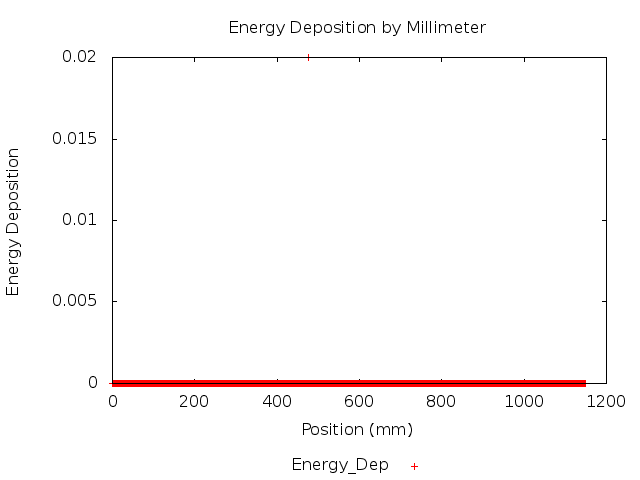 Energy Deposition by Millimeter
0.02
0.015
0.01
0.005
0
Energy Deposition
0 200 400 600 800 1000 1200
Position (mm)
Energy_Dep